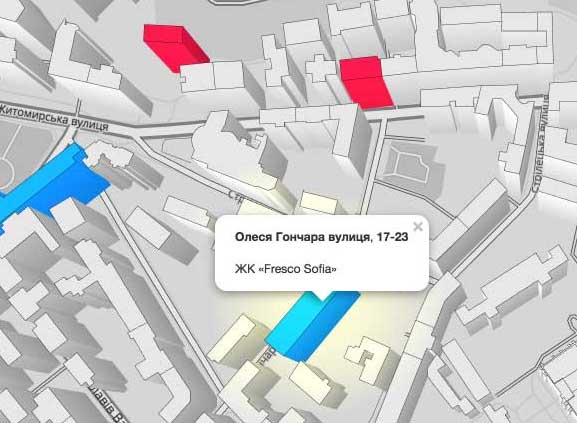 Житомирська вулиця
Стрілецька вулиця
Олеся Гончара вулиця, 17-23
ЖК «Fresco Sofia»